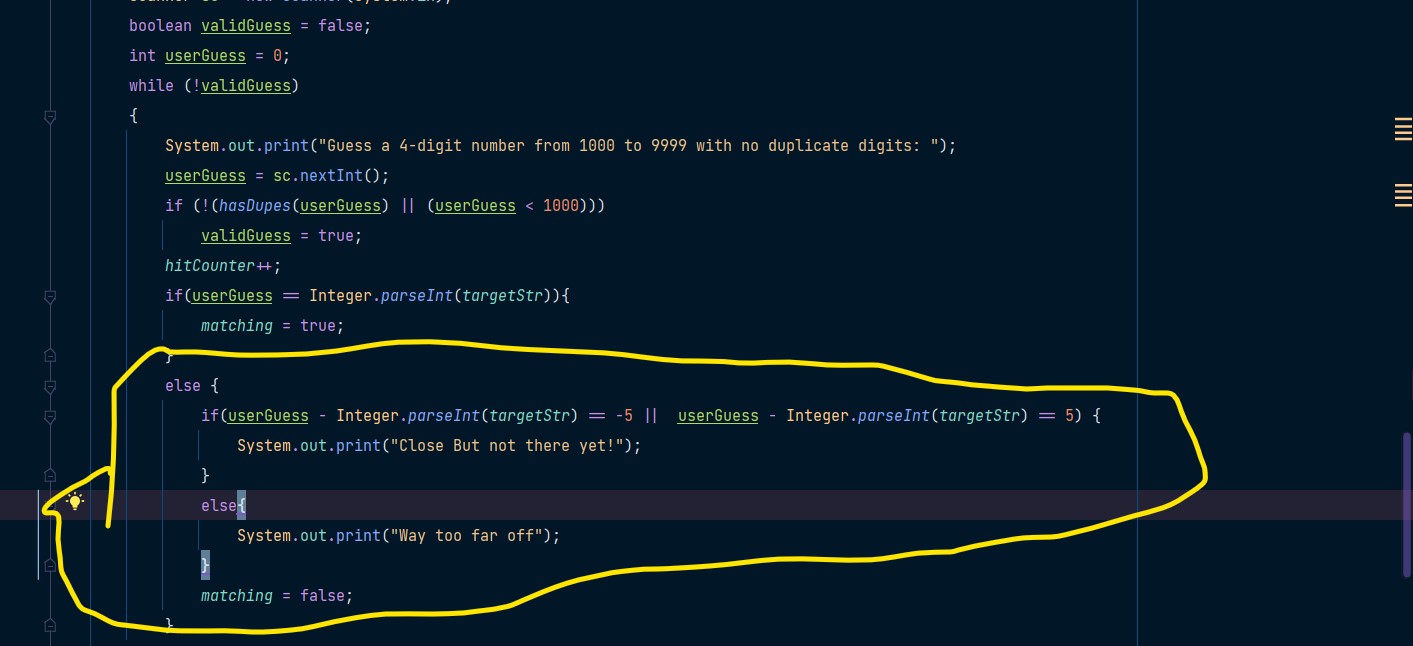 boolean validGuess = false;
int userGuess = 0;
while (!validGuess)
{
System.out.print("Guess a 4-digit number from 1000 to 9999 with no duplicate digits: ");
userGuess = sc.nextInt();
if (!(hasDupes(userGuess) || (userGuess < 1000)))
validGuess = true;
hitCounter++;
if(userGuess == Integer.parseInt(targetStr)){
matching = true;
}
else {
if(userGuess - Integer.parseInt(targetStr) == -5 ||  userGuess - Integer.parseInt(targetStr) == 5) {
System.out.print("Close But not there yet!");
}
else{
System.out.print("Way too far off");
}
matching = false;
}